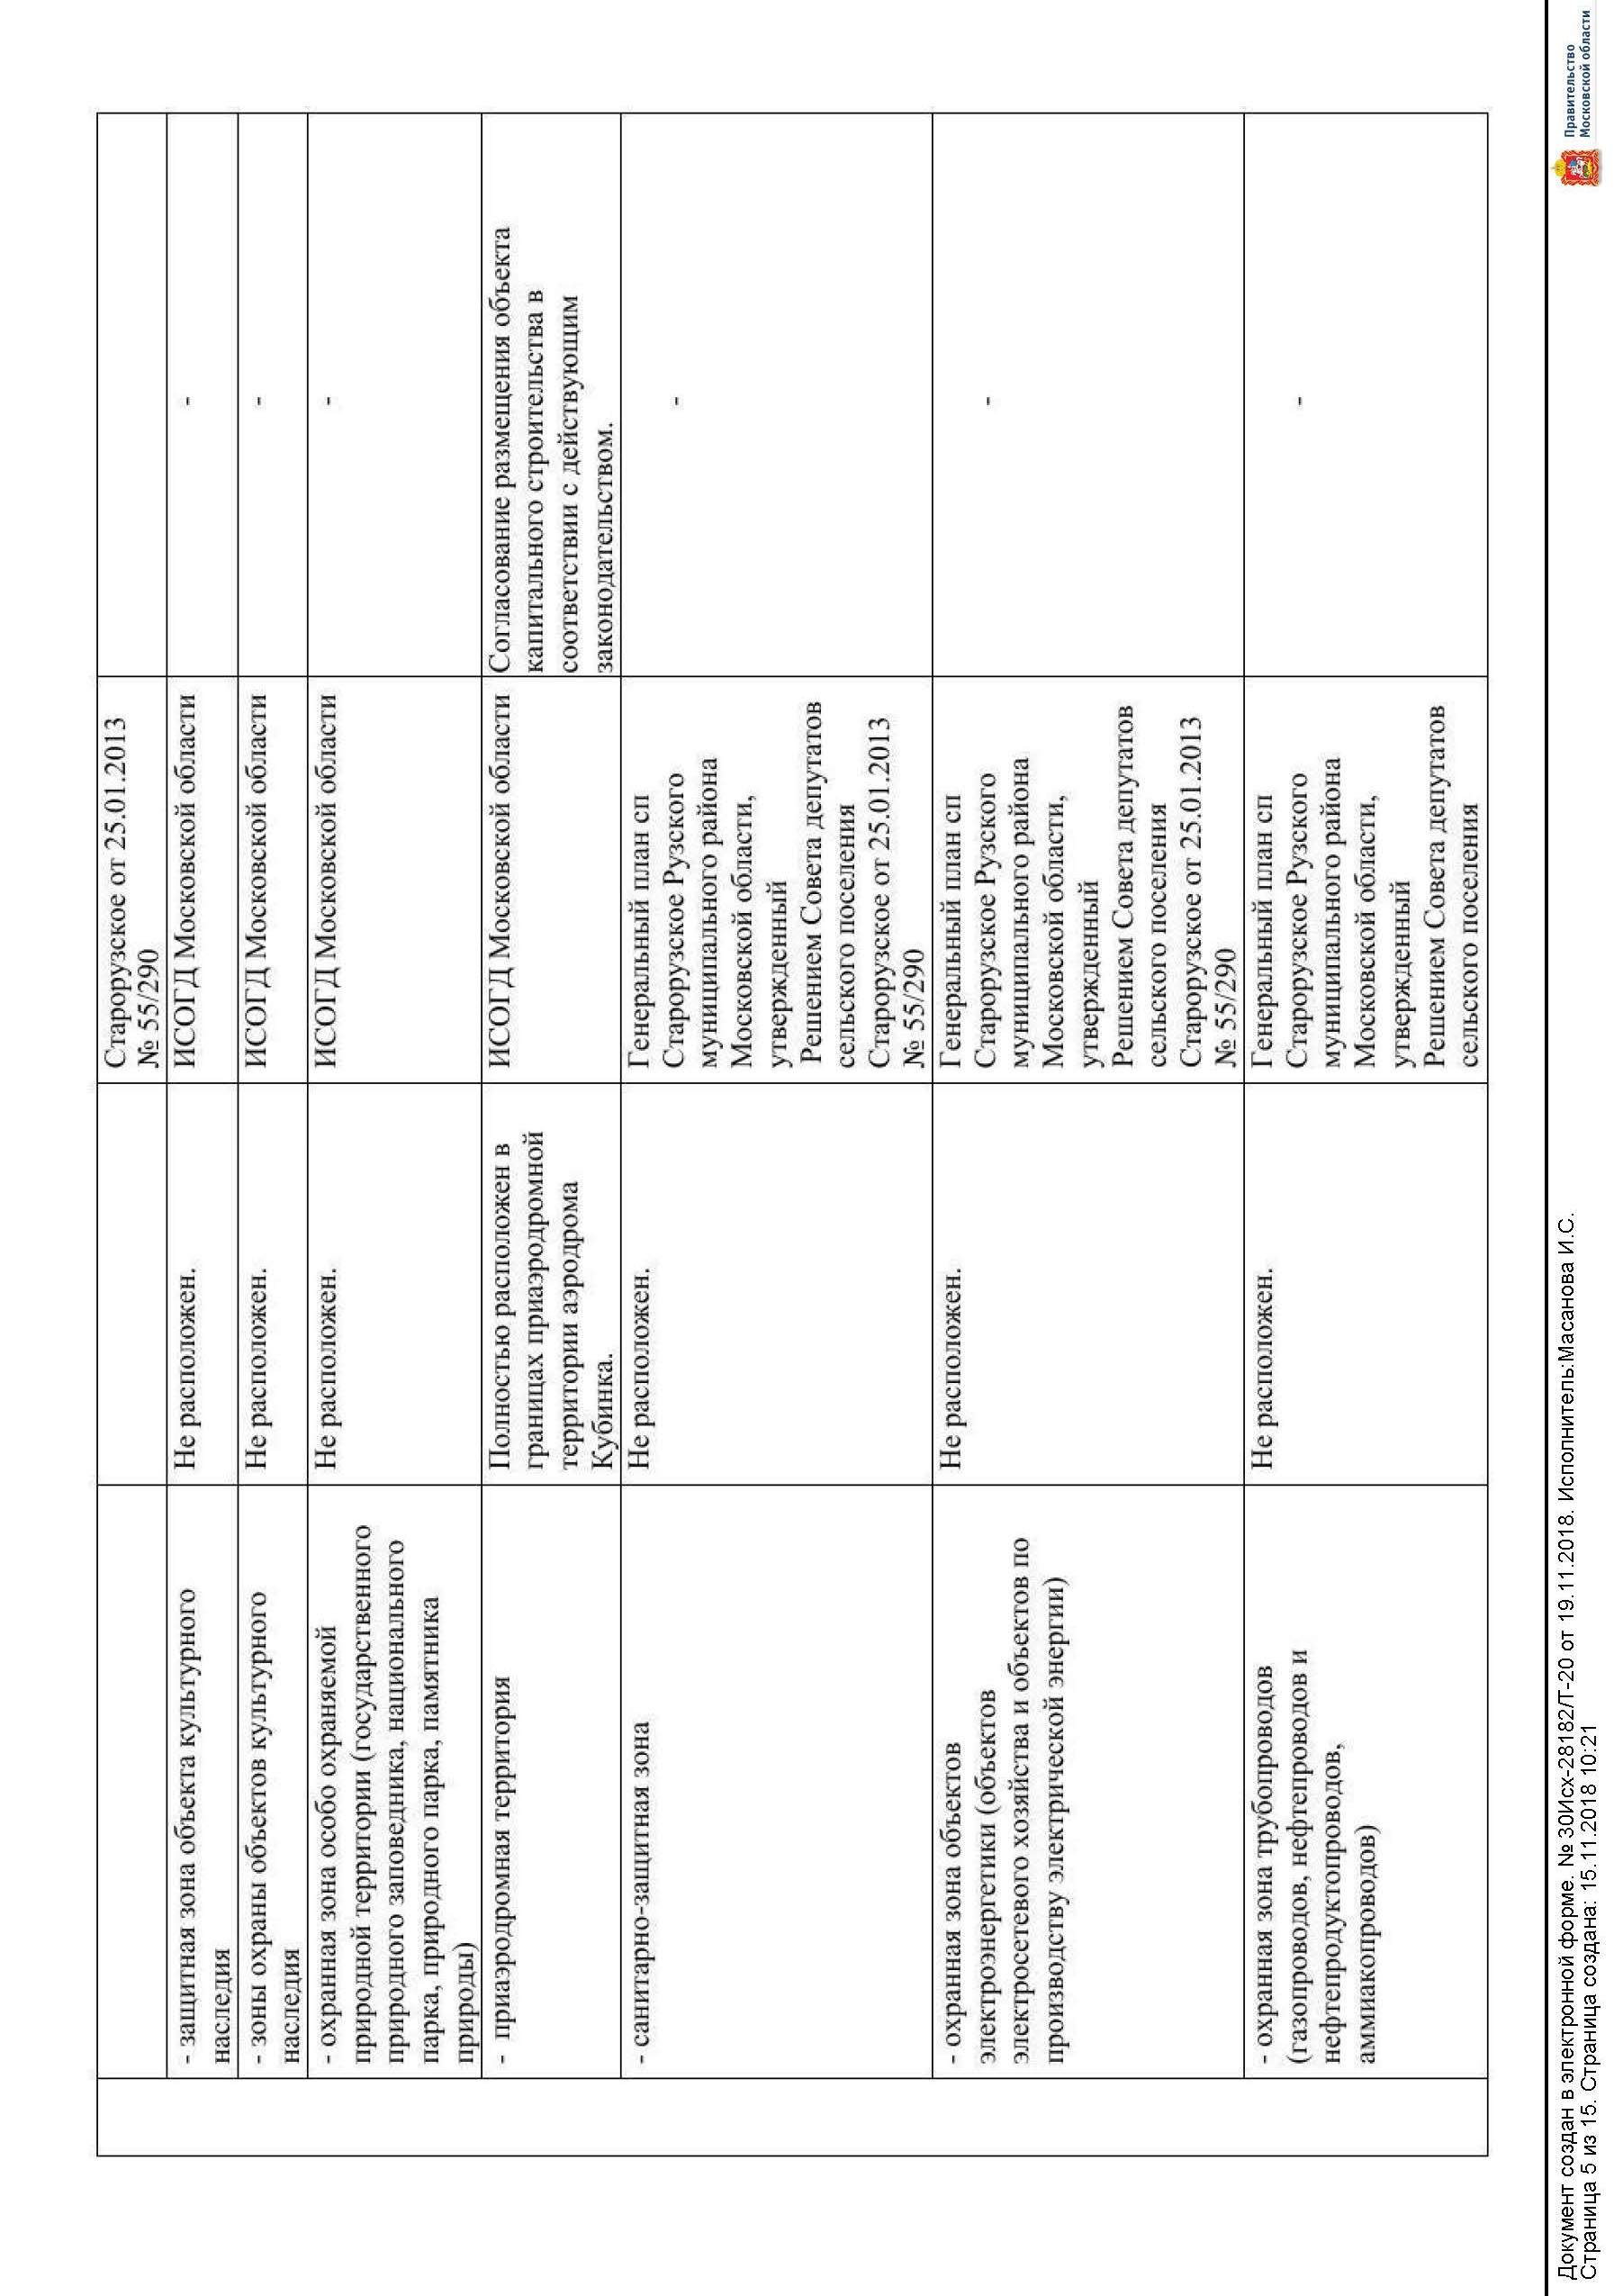 Старорузское от 25.01.2013
№ 55/290
- защитная зона объекта культурного
наследия
Не расположен.
ИСОГД Московской области
-
- зоны охраны объектов культурного
наследия
Не расположен.
ИСОГД Московской области
-
- охранная зона особо охраняемой
природной территории (государственного
природного заповедника, национального
парка, природного парка, памятника
природы)
Не расположен.
ИСОГД Московской области
-
- приаэродромная территория
Полностью расположен в
границах приаэродромной
территории аэродрома
Кубинка.
ИСОГД Московской области
Согласование размещения объекта
капитального строительства в
соответствии с действующим
законодательством.
- санитарно-защитная зона
Не расположен.
Генеральный план сп
Старорузское Рузского
муниципального района
Московской области,
утвержденный
Решением Совета депутатов
сельского поселения
Старорузское от 25.01.2013
№ 55/290
-
- охранная зона объектов
электроэнергетики (объектов
электросетевого хозяйства и объектов по
производству электрической энергии)
Не расположен.
Генеральный план сп
Старорузское Рузского
муниципального района
Московской области,
утвержденный
Решением Совета депутатов
сельского поселения
Старорузское от 25.01.2013
№ 55/290
-
- охранная зона трубопроводов
(газопроводов, нефтепроводов и
нефтепродуктопроводов,
аммиакопроводов)
Не расположен.
Генеральный план сп
Старорузское Рузского
муниципального района
Московской области,
утвержденный
Решением Совета депутатов
сельского поселения
-
Документ создан в электронной форме. № 30Исх-28182/Т-20 от 19.11.2018. Исполнитель:Масанова И.С.
Страница 5 из 15. Страница создана: 15.11.2018 10:21
Правительство
Московской области